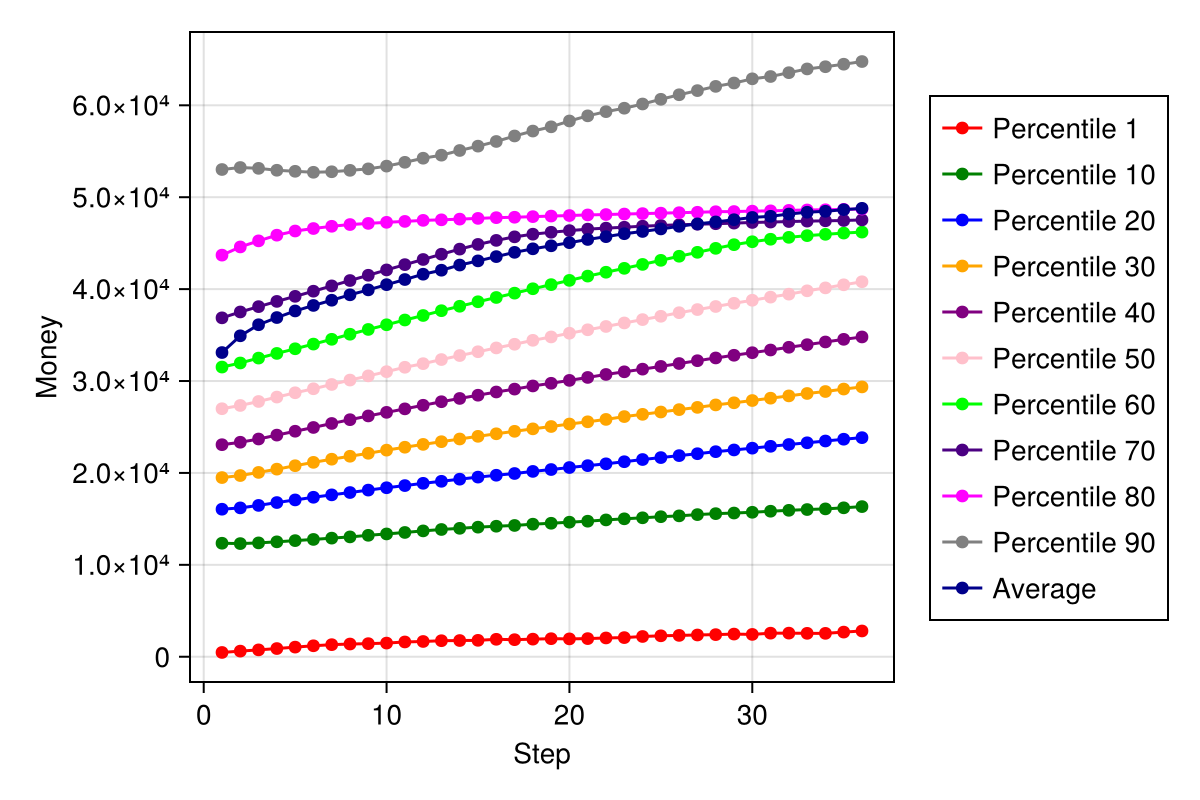 Money
6.0×10⁴
5.0×10⁴
4.0×10⁴
3.0×10⁴
2.0×10⁴
1.0×10⁴
0
0 10 20 30
Step
Percentile 1
Percentile 10
Percentile 20
Percentile 30
Percentile 40
Percentile 50
Percentile 60
Percentile 70
Percentile 80
Percentile 90
Average